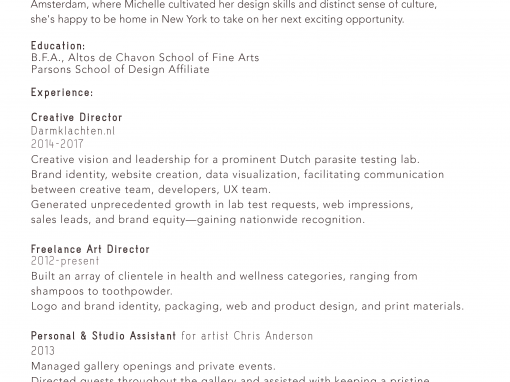 Amsterdam, where Michelle cultivated her design skills and distinct sense of culture,
she's happy to be home in New York to take on her next exciting opportunity.
Education:
B.F.A., Altos de Chavon School of Fine Arts
Parsons School of Design Affiliate
Experience:
Creative Director
Darmklachten.nl
2014-2017
Creative vision and leadership for a prominent Dutch parasite testing lab.
Brand identity, website creation, data visualization, facilitating communication
between creative team, developers, UX team.
Generated unprecedented growth in lab test requests, web impressions,
sales leads, and brand equity—gaining nationwide recognition.
Freelance Art Director
2012-present
Built an array of clientele in health and wellness categories, ranging from
shampoos to toothpowder.
Logo and brand identity, packaging, web and product design, and print materials.
Personal & Studio Assistant for artist Chris Anderson
2013
Managed gallery openings and private events.
Directed guests throughout the gallery and assisted with keeping a pristine